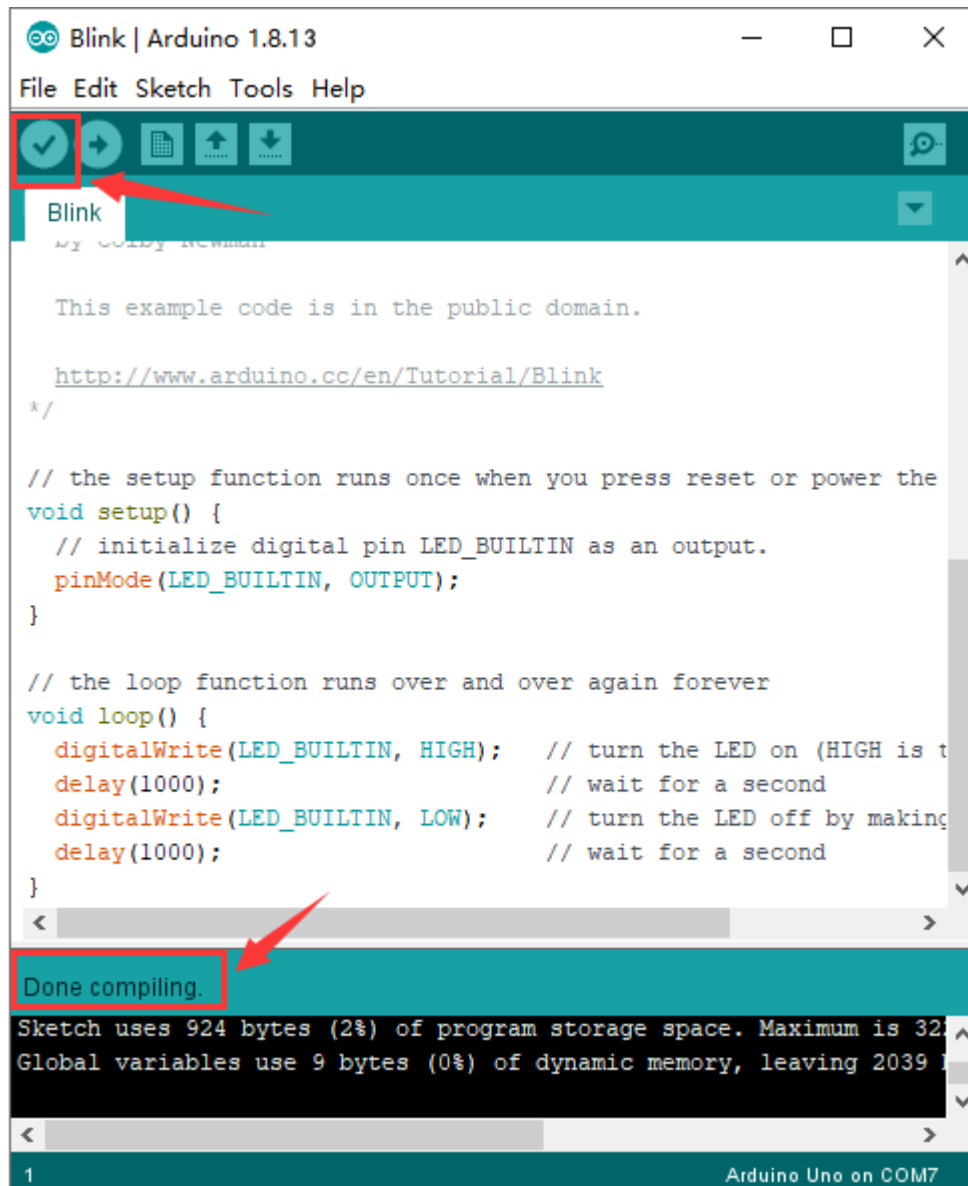 Blink | Arduino 1.8.13
File Edit Sketch Tools Help
Blink
by Colby Newman
This example code is in the public domain.
http://www.arduino.cc/en/Tutorial/Blink
*/
// the setup function runs once when you press reset or power the
void setup() {
// initialize digital pin LED_BUILTIN as an output.
pinMode(LED_BUILTIN, OUTPUT);
}
// the loop function runs over and over again forever
void loop() {
digitalWrite(LED_BUILTIN, HIGH); // turn the LED on (HIGH is t
delay(1000); // wait for a second
digitalWrite(LED_BUILTIN, LOW); // turn the LED off by making
delay(1000); // wait for a second
}
Done compiling.
Sketch uses 924 bytes (2%) of program storage space. Maximum is 32
Global variables use 9 bytes (0%) of dynamic memory, leaving 2039
1
Arduino Uno on COM7